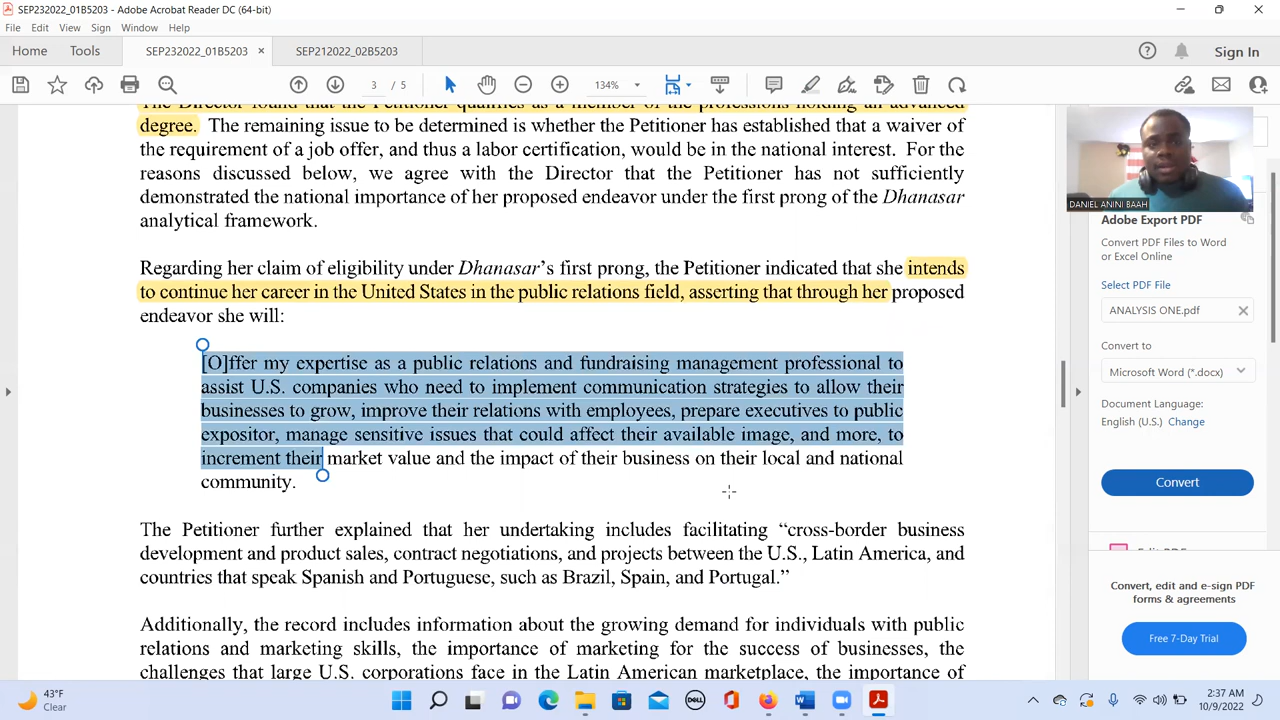 SEP232022_01B5203 - Adobe Acrobat Reader DC (64-bit)
File Edit View Sign Window Help
Home Tools SEP232022_01B5203 × SEP212022_02B5203 Sign In
3 / 5 134%
The Director found that the Petitioner qualifies as a member of the professions holding an advanced
degree. The remaining issue to be determined is whether the Petitioner has established that a waiver of
the requirement of a job offer, and thus a labor certification, would be in the national interest. For the
reasons discussed below, we agree with the Director that the Petitioner has not sufficiently
demonstrated the national importance of her proposed endeavor under the first prong of the Dhanasar
analytical framework.
Regarding her claim of eligibility under Dhanasar's first prong, the Petitioner indicated that she intends
to continue her career in the United States in the public relations field, asserting that through her proposed
endeavor she will:
[O]ffer my expertise as a public relations and fundraising management professional to
assist U.S. companies who need to implement communication strategies to allow their
businesses to grow, improve their relations with employees, prepare executives to public
expositor, manage sensitive issues that could affect their available image, and more, to
increment their market value and the impact of their business on their local and national
community.
The Petitioner further explained that her undertaking includes facilitating “cross-border business
development and product sales, contract negotiations, and projects between the U.S., Latin America, and
countries that speak Spanish and Portuguese, such as Brazil, Spain, and Portugal.”
Additionally, the record includes information about the growing demand for individuals with public
relations and marketing skills, the importance of marketing for the success of businesses, the
challenges that large U.S. corporations face in the Latin American marketplace, the importance of
DANIEL ANINI BAAH
Adobe Export PDF
Convert PDF Files to Word
or Excel Online
Select PDF File
ANALYSIS ONE.pdf
Convert to
Microsoft Word (*.docx)
Document Language:
English (U.S.) Change
Convert
Edit PDF
Convert, edit and e-sign PDF
forms & agreements
Free 7-Day Trial
43°F
Clear
DELL
2:37 AM
10/9/2022